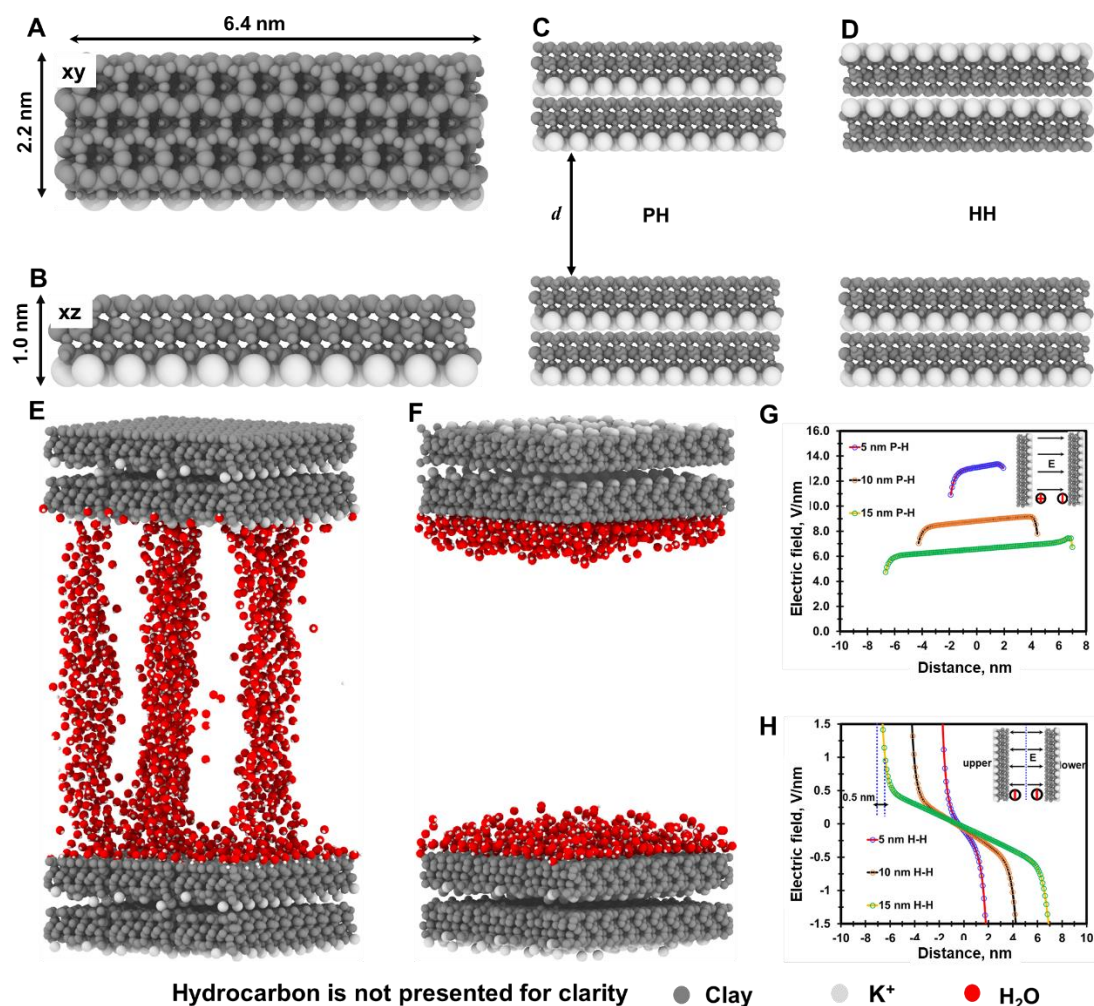 A
6.4 nm
xy
2.2 nm
B
xz
1.0 nm
C
d
PH
D
HH
E
F
G
16.0
14.0
12.0
10.0
8.0
6.0
4.0
2.0
0.0
Electric field, V/nm
5 nm P-H
10 nm P-H
15 nm P-H
E
-10 -8 -6 -4 -2 0 2 4 6 8 10
Distance, nm
H
1.5
1
0.5
0
-0.5
-1
-1.5
Electric field, V/nm
upper
E
lower
0.5 nm
5 nm H-H
10 nm H-H
15 nm H-H
-10 -8 -6 -4 -2 0 2 4 6 8 10
Distance, nm
Hydrocarbon is not presented for clarity
Clay
K+
H2O